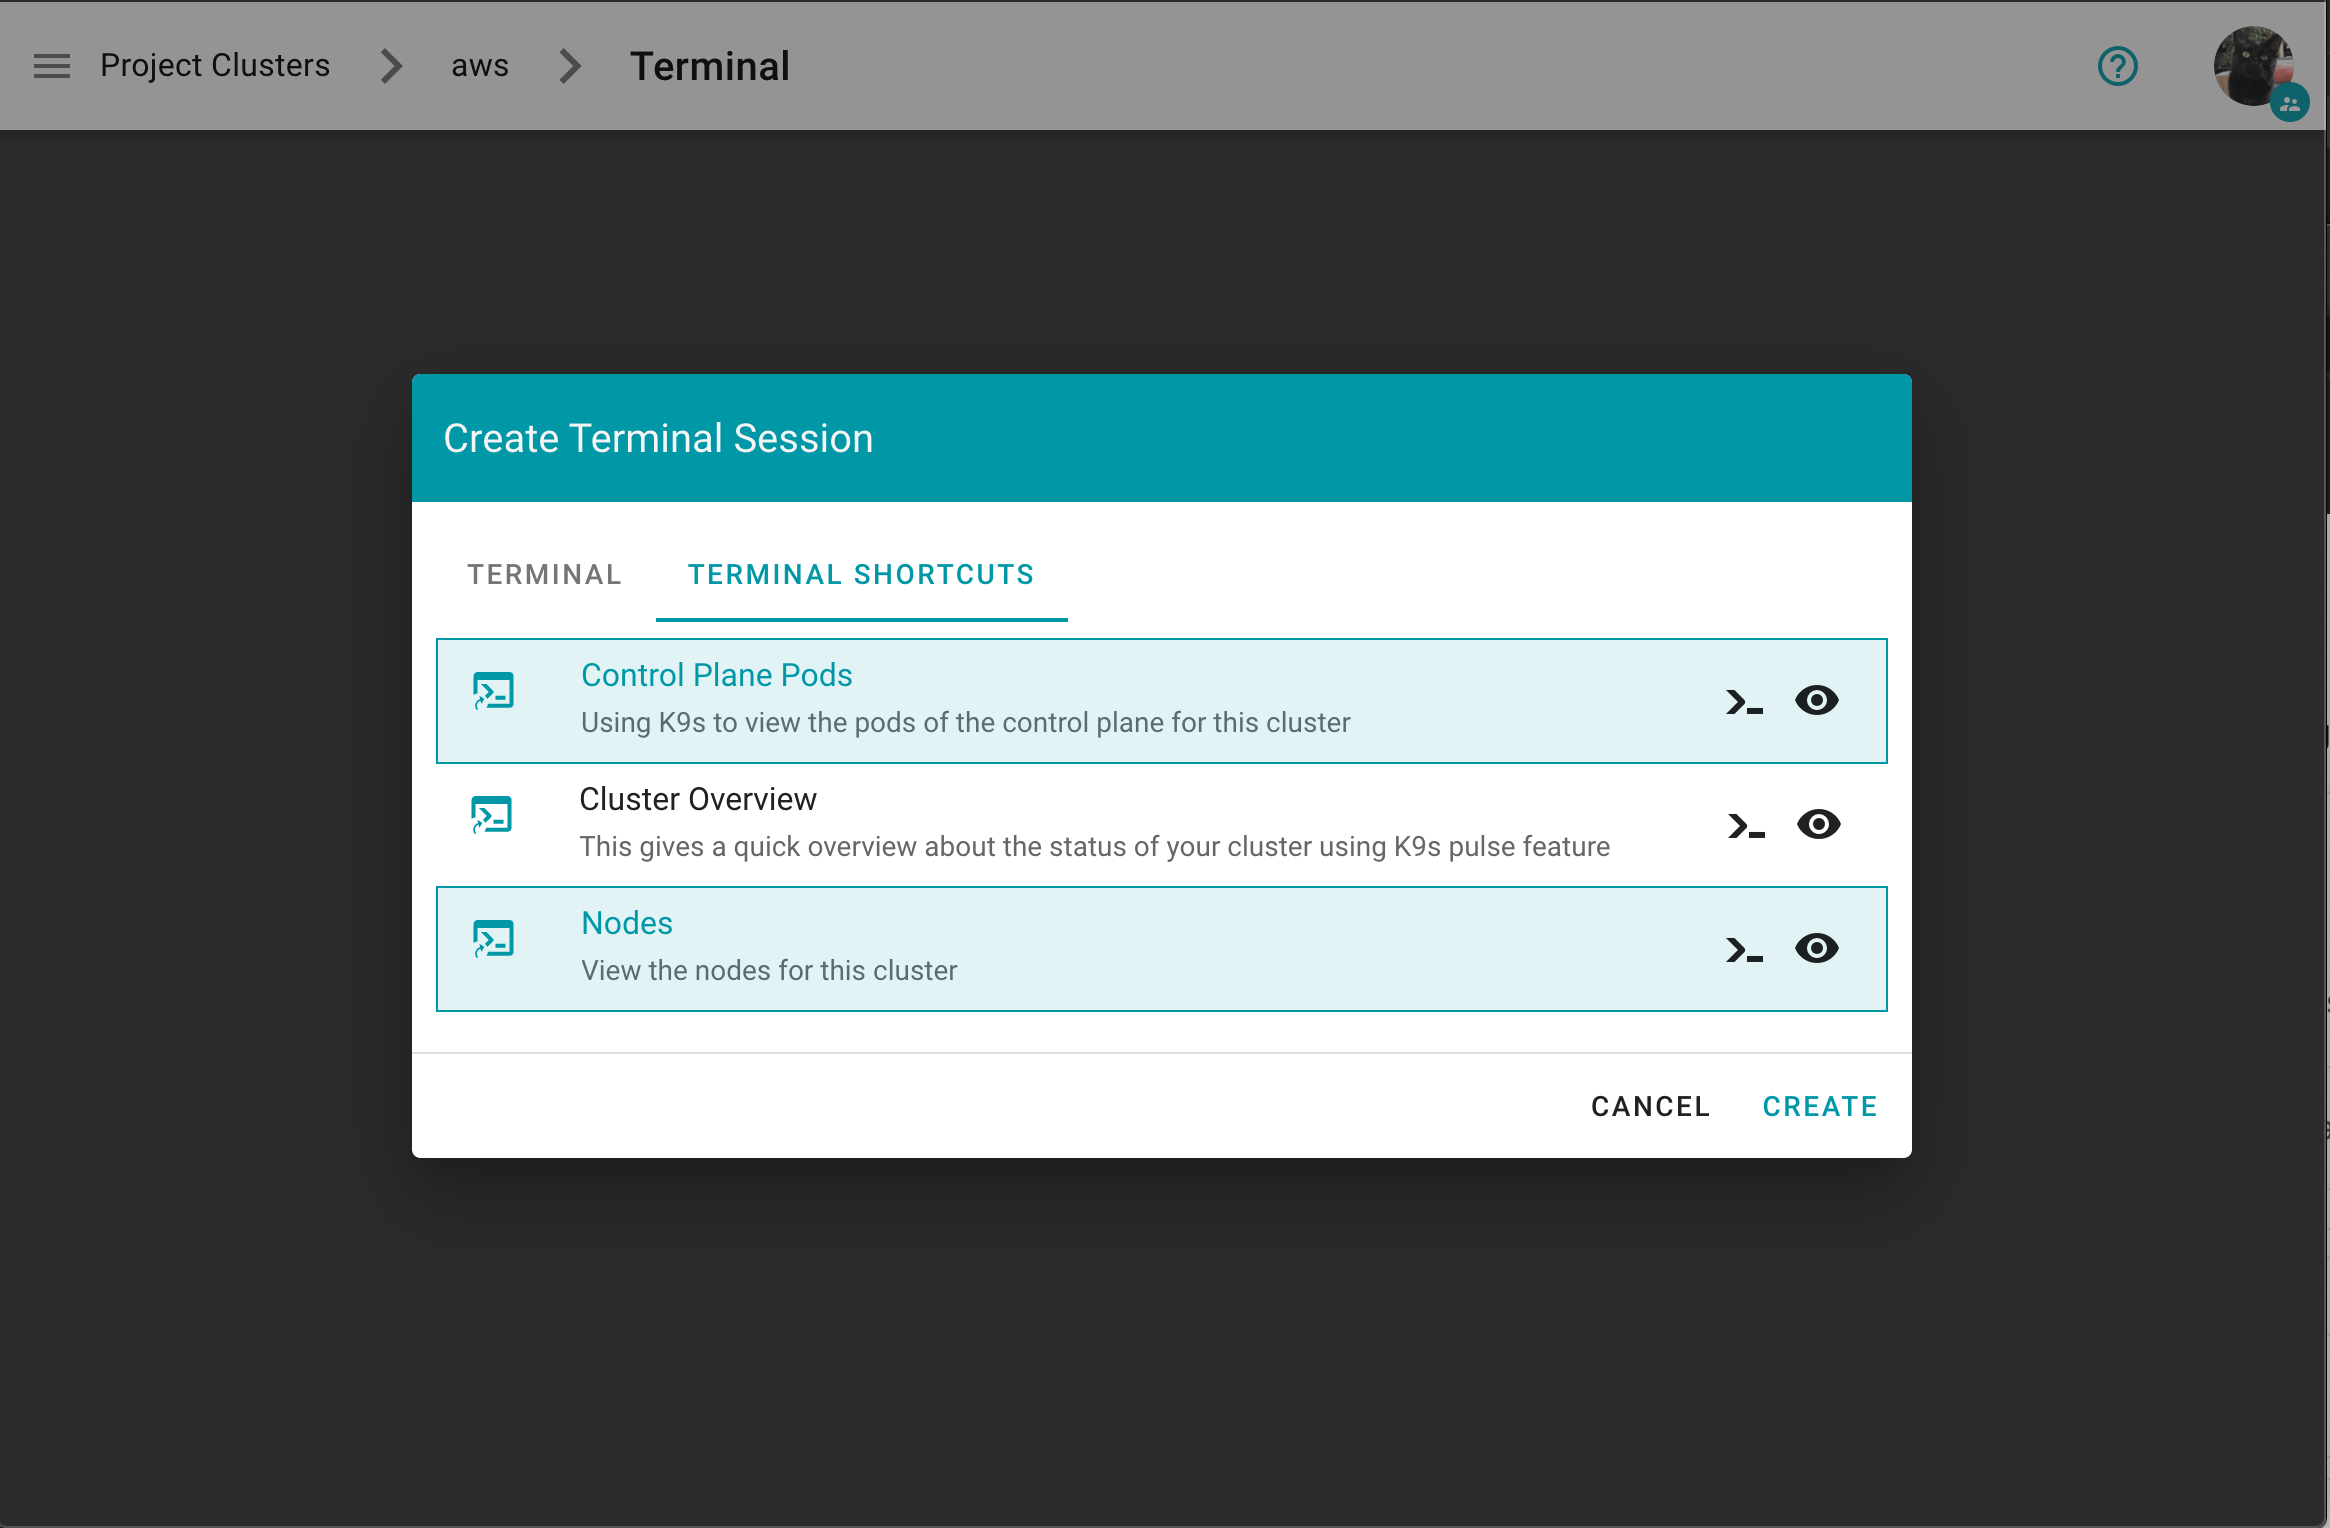 Project Clusters > aws > Terminal
Create Terminal Session
TERMINAL TERMINAL SHORTCUTS
Control Plane Pods
Using K9s to view the pods of the control plane for this cluster
Cluster Overview
This gives a quick overview about the status of your cluster using K9s pulse feature
Nodes
View the nodes for this cluster
CANCEL CREATE